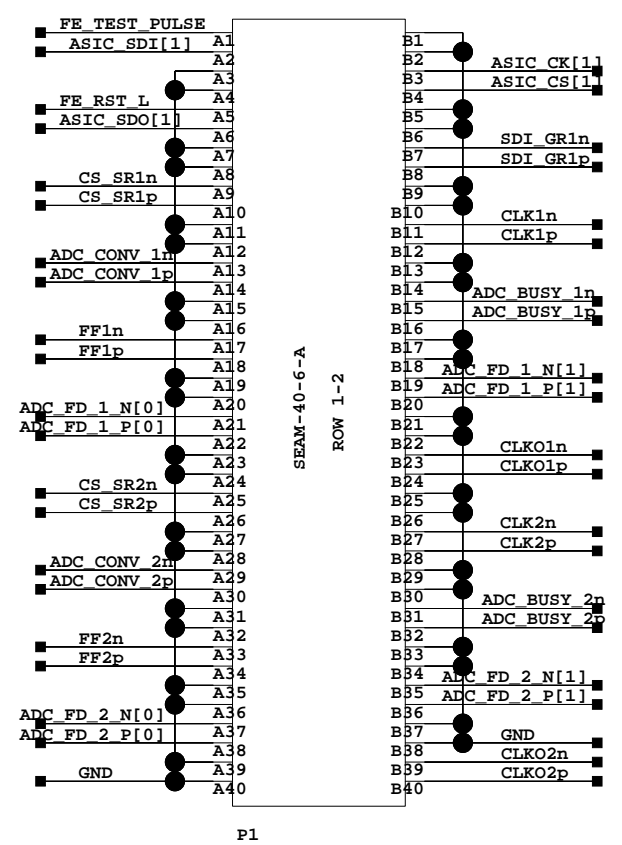 FE_TEST_PULSE
A1 B1
ASIC_SDI[1]
A2 B2
ASIC_CK[1]
A3 B3
ASIC_CS[1]
A4 B4
FE_RST_L
A5 B5
ASIC_SDO[1]
A6 B6
SDI_GR1n
A7 B7
SDI_GR1p
A8 B8
CS_SR1n
A9 B9
CS_SR1p
A10 B10
CLK1n
A11 B11
CLK1p
A12 B12
ADC_CONV_1n
A13 B13
ADC_CONV_1p
A14 B14
ADC_BUSY_1n
A15 B15
ADC_BUSY_1p
A16 B16
FF1n
A17 B17
FF1p
A18 B18
ADC_FD_1_N[1]
A19 B19
ADC_FD_1_P[1]
A20 B20
ADC_FD_1_N[0]
A21 B21
ADC_FD_1_P[0]
A22 B22
CLKO1n
A23 B23
CLKO1p
A24 B24
CS_SR2n
A25 B25
CS_SR2p
A26 B26
CLK2n
A27 B27
CLK2p
A28 B28
ADC_CONV_2n
A29 B29
ADC_CONV_2p
A30 B30
ADC_BUSY_2n
A31 B31
ADC_BUSY_2p
A32 B32
FF2n
A33 B33
FF2p
A34 B34
ADC_FD_2_N[1]
A35 B35
ADC_FD_2_P[1]
A36 B36
ADC_FD_2_N[0]
A37 B37
ADC_FD_2_P[0] GND
A38 B38
CLKO2n
A39 B39
GND CLKO2p
A40 B40
SEAM-40-6-A
ROW 1-2
P1